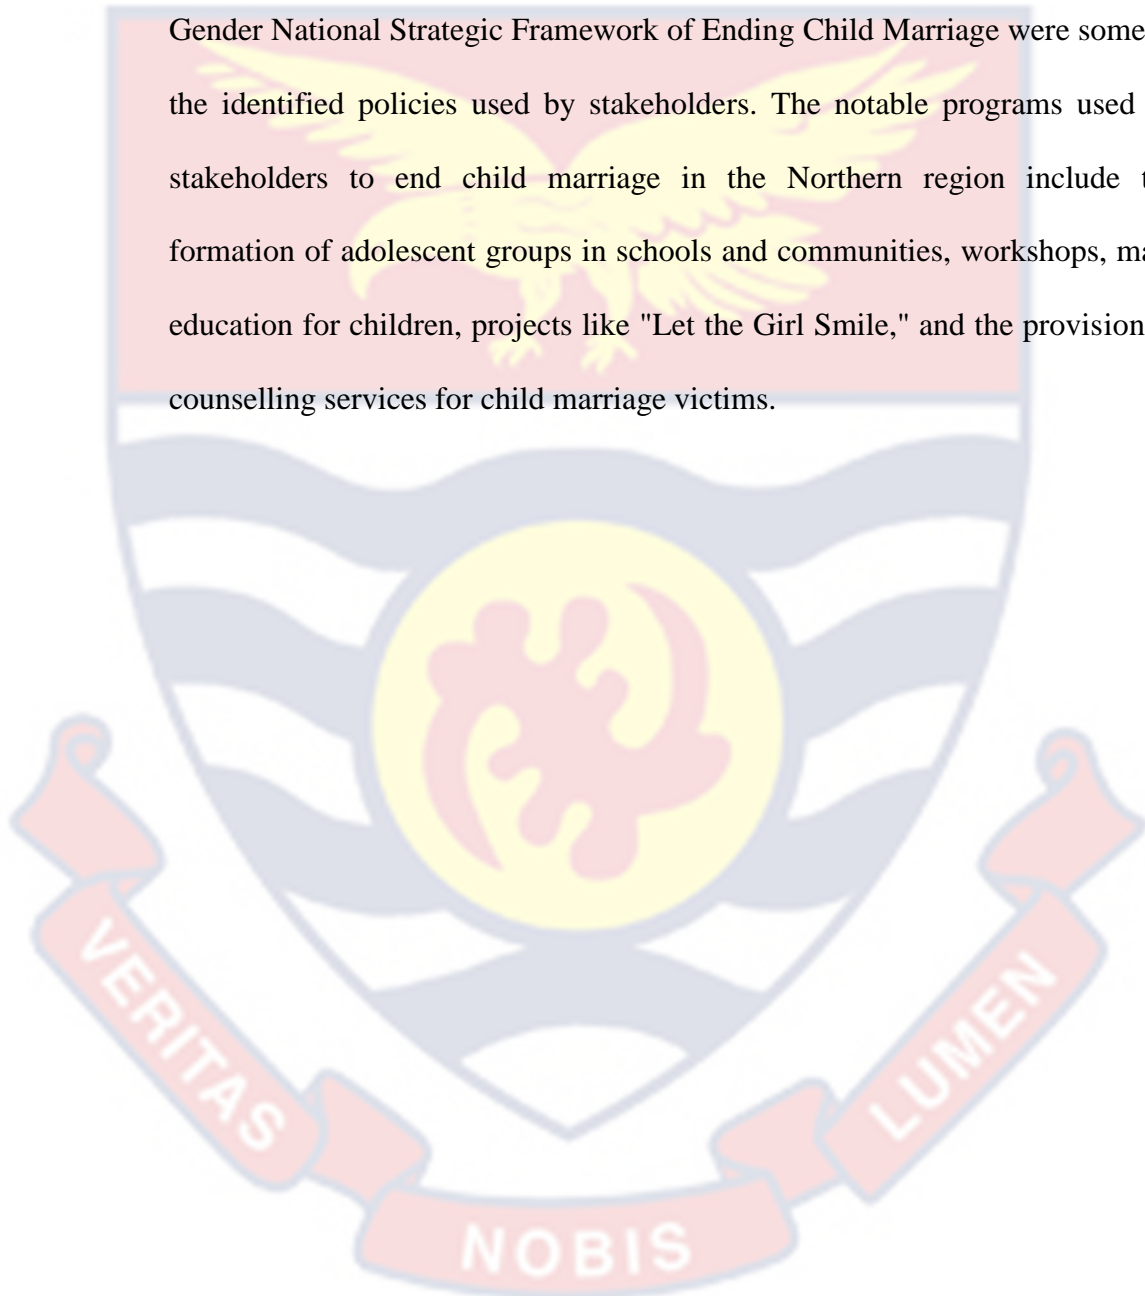 Gender National Strategic Framework of Ending Child Marriage were some
the identified policies used by stakeholders. The notable programs used
stakeholders to end child marriage in the Northern region include
formation of adolescent groups in schools and communities, workshops,
education for children, projects like "Let the Girl Smile," and the provision
counselling services for child marriage victims.
VERITAS
NOBIS
LUMEN